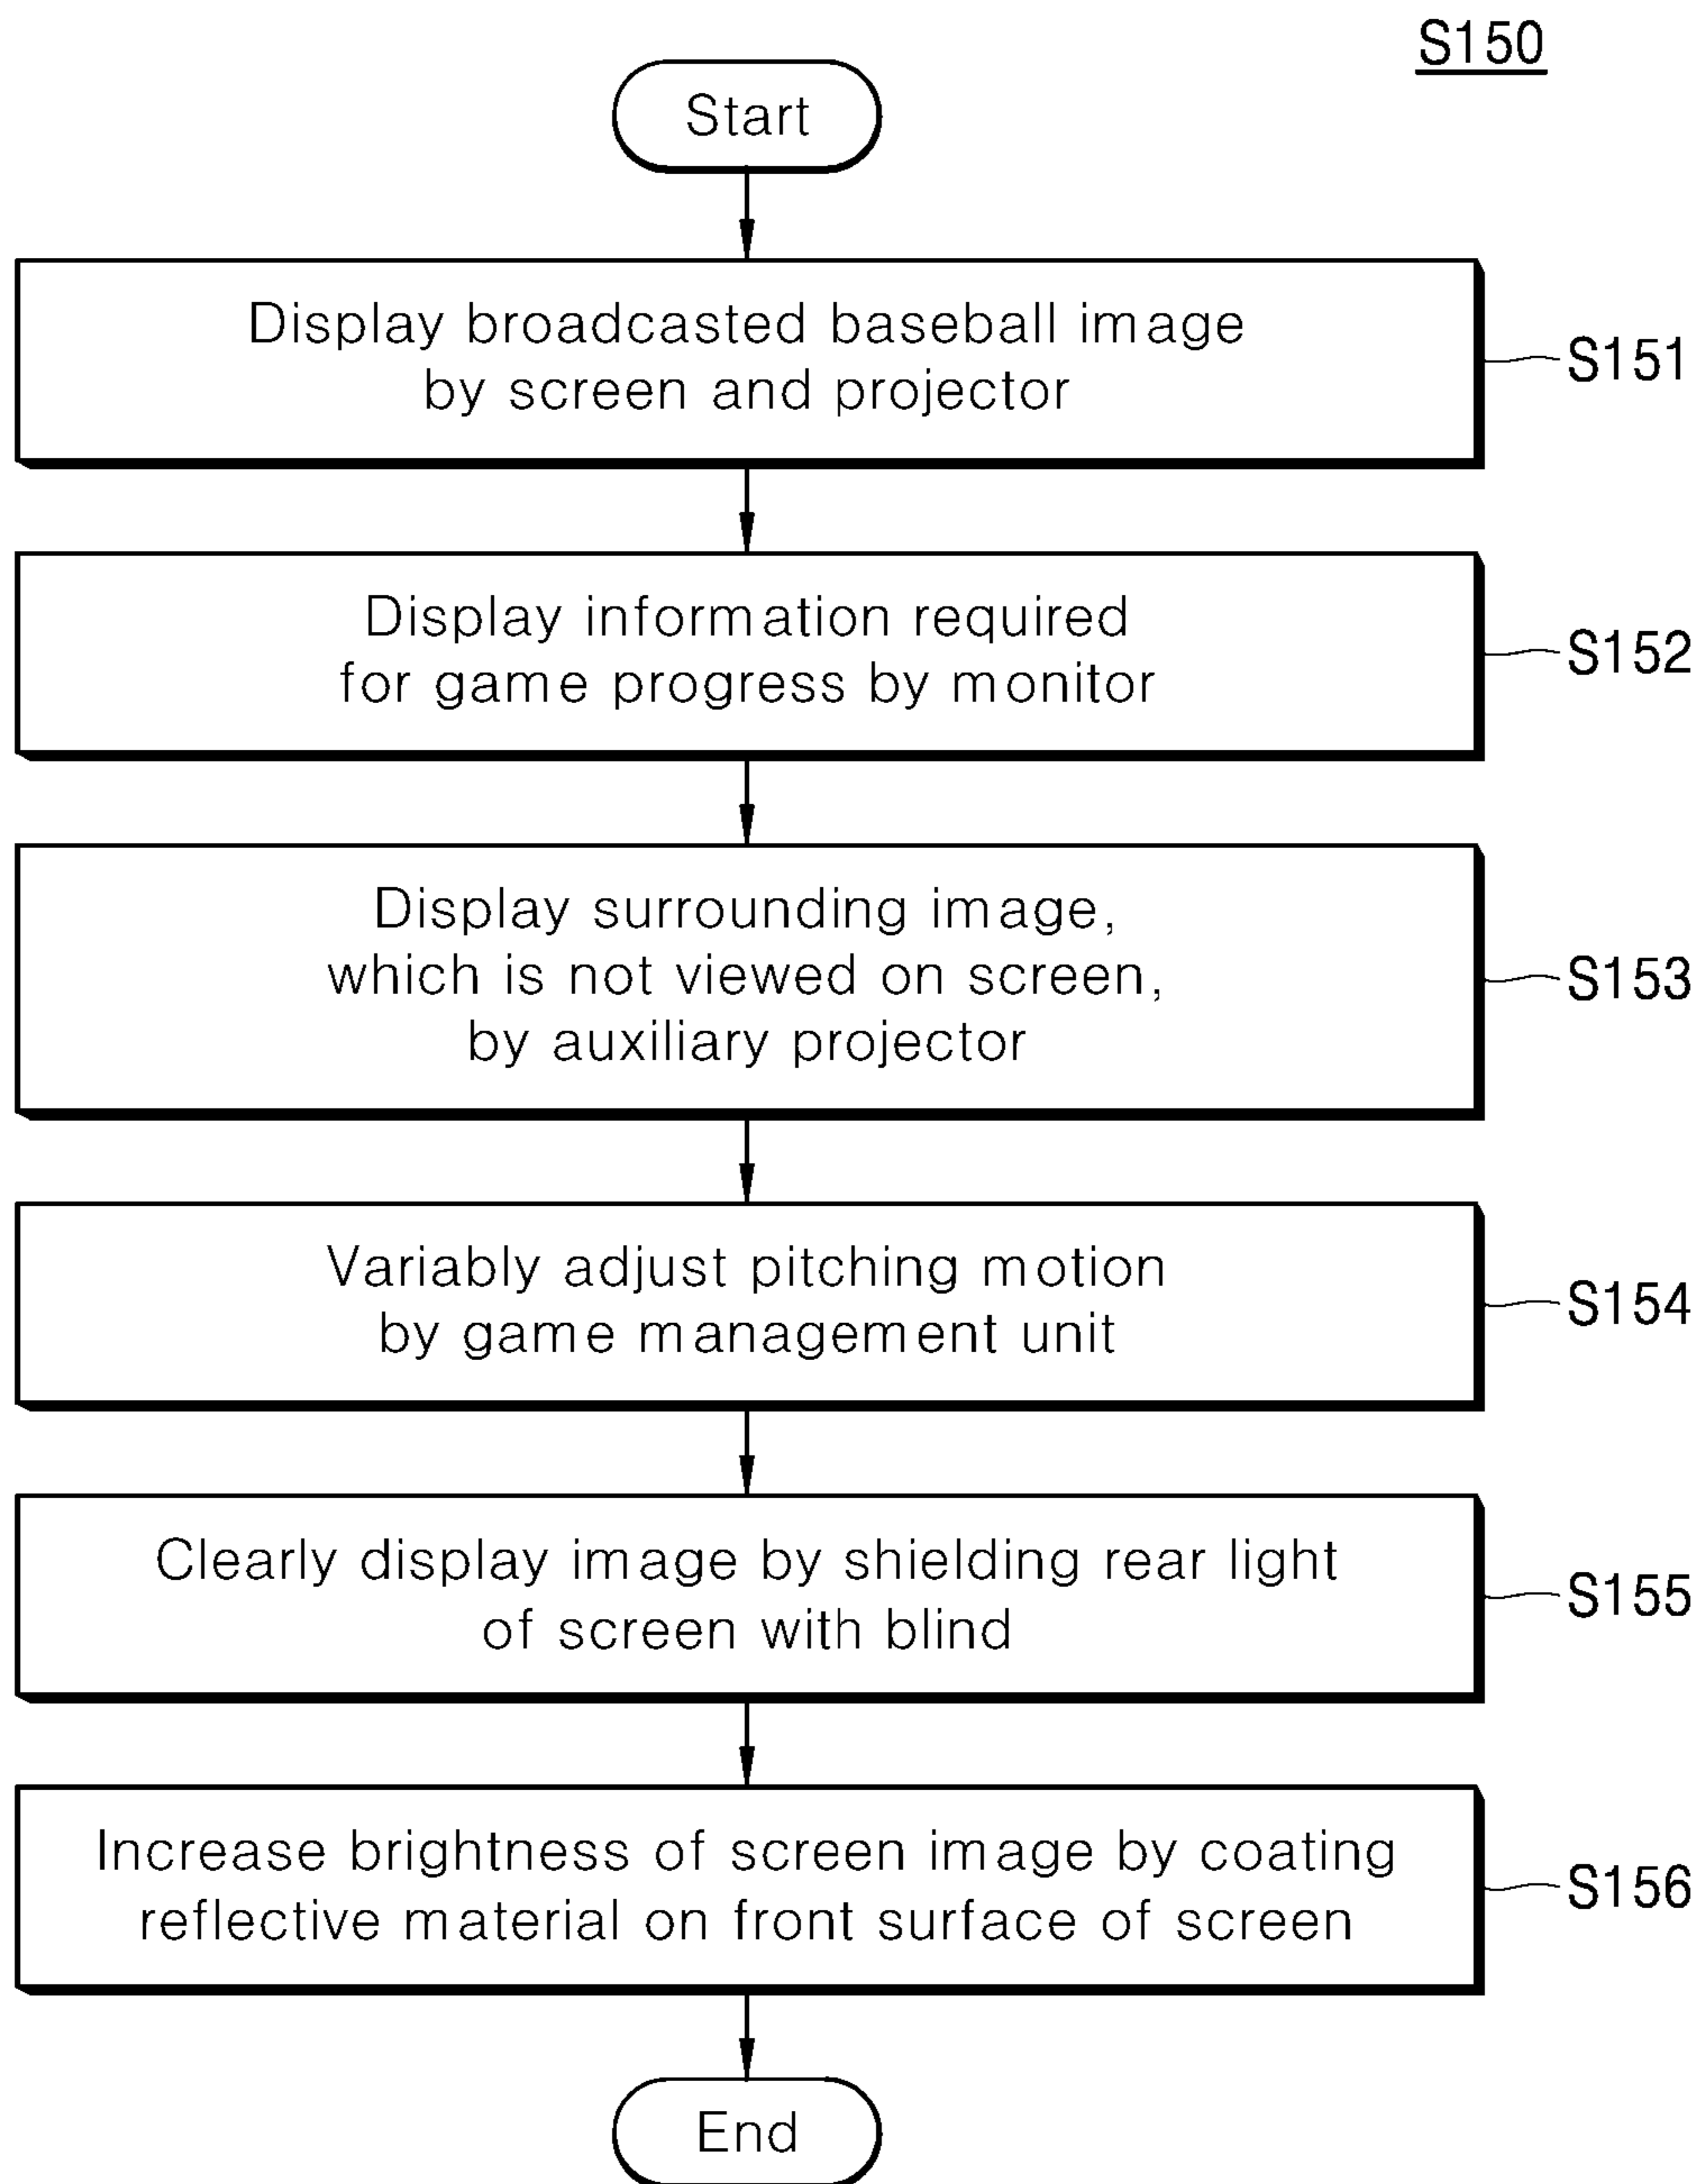 S150
Start
Display broadcasted baseball image
by screen and projector
S151
Display information required
for game progress by monitor
S152
Display surrounding image,
which is not viewed on screen,
by auxiliary projector
S153
Variably adjust pitching motion
by game management unit
S154
Clearly display image by shielding rear light
of screen with blind
S155
Increase brightness of screen image by coating
reflective material on front surface of screen
S156
End